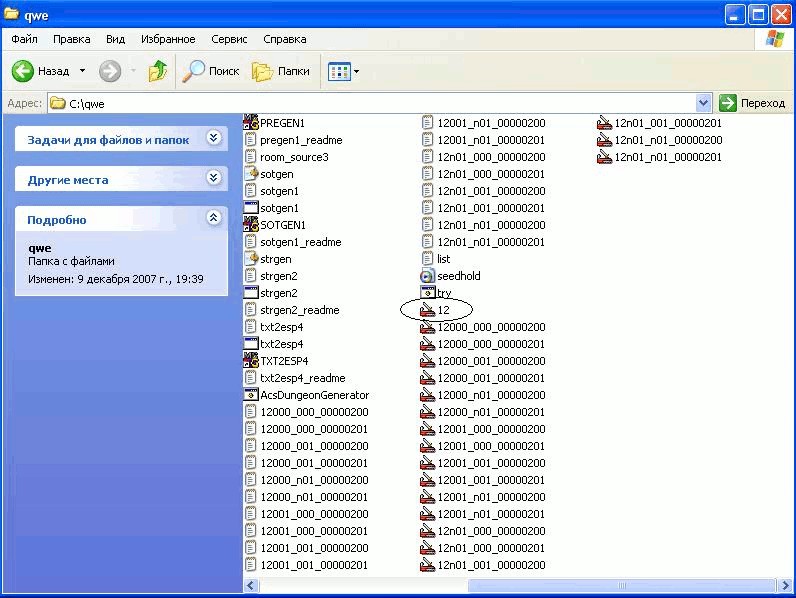 qwe
Файл Правка Вид Избранное Сервис Справка
Назад Поиск Папки
Адрес: C:\qwe Переход
Задачи для файлов и папок
Другие места
Подробно
qwe
Папка с файлами
Изменен: 9 декабря 2007 г., 19:39
PREGEN1
pregen1_readme
room_source3
sotgen
sotgen1
sotgen1
SOTGEN1
sotgen1_readme
strgen
strgen2
strgen2
strgen2_readme
txt2esp4
txt2esp4
TXT2ESP4
txt2esp4_readme
AcsDungeonGenerator
12000_000_00000200
12000_000_00000201
12000_001_00000200
12000_001_00000201
12000_n01_00000200
12000_n01_00000201
12001_000_00000200
12001_000_00000201
12001_001_00000200
12001_001_00000201
12001_n01_00000200
12001_n01_00000201
12n01_000_00000200
12n01_000_00000201
12n01_001_00000200
12n01_001_00000201
12n01_n01_00000200
12n01_n01_00000201
list
seedhold
try
12
12000_000_00000200
12000_000_00000201
12000_001_00000200
12000_001_00000201
12000_n01_00000200
12000_n01_00000201
12001_000_00000200
12001_000_00000201
12001_001_00000200
12001_001_00000201
12001_n01_00000200
12001_n01_00000201
12n01_000_00000200
12n01_000_00000201
12n01_001_00000200
12n01_001_00000201
12n01_n01_00000200
12n01_n01_00000201